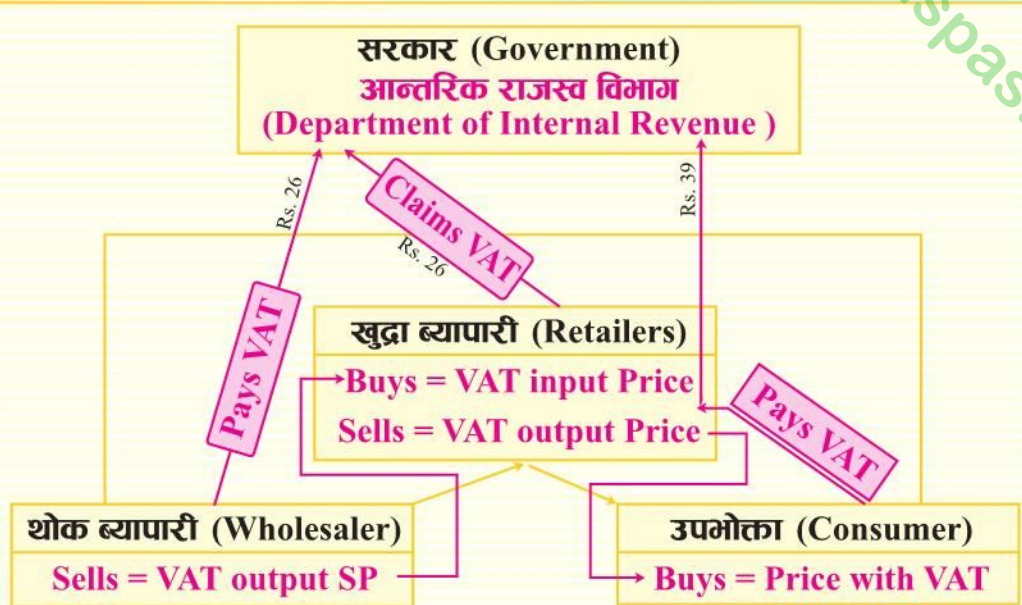 सरकार (Government)
आन्तरिक राजस्व विभाग
(Department of Internal Revenue )
Rs. 26
Claims VAT
Rs. 26
Rs. 39
Pays VAT
खुद्रा ब्यापारी (Retailers)
Buys = VAT input Price
Sells = VAT output Price
Pays VAT
थोक ब्यापारी (Wholesaler)
Sells = VAT output SP
उपभोक्ता (Consumer)
Buys = Price with VAT